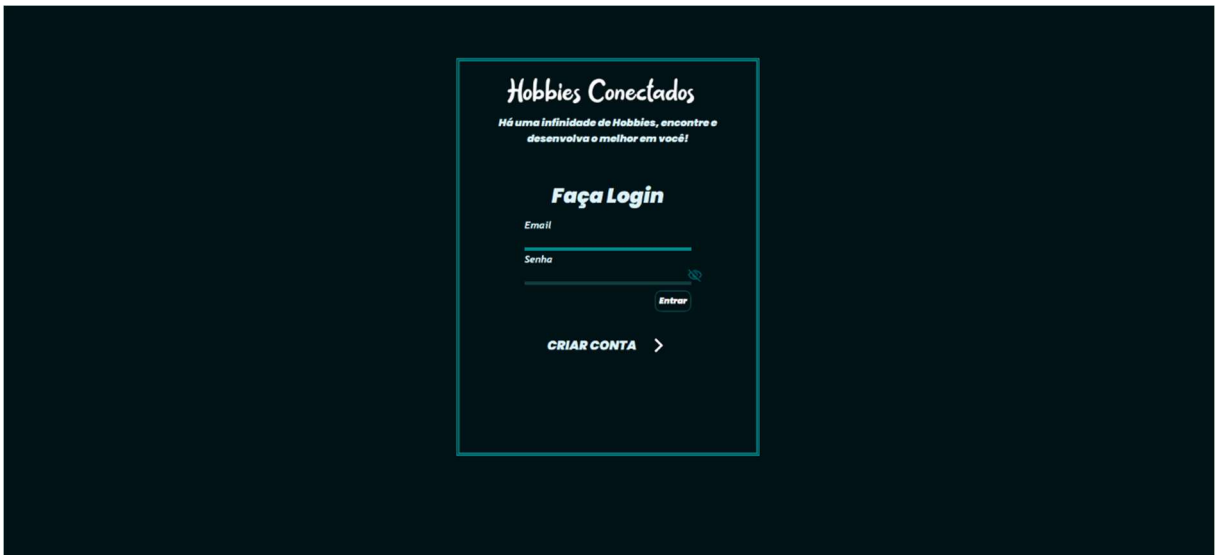 Hobbies Conectados
Há uma infinidade de Hobbies, encontre e
desenvolva o melhor em você!
Faça Login
Email
Senha
Entrar
CRIAR CONTA